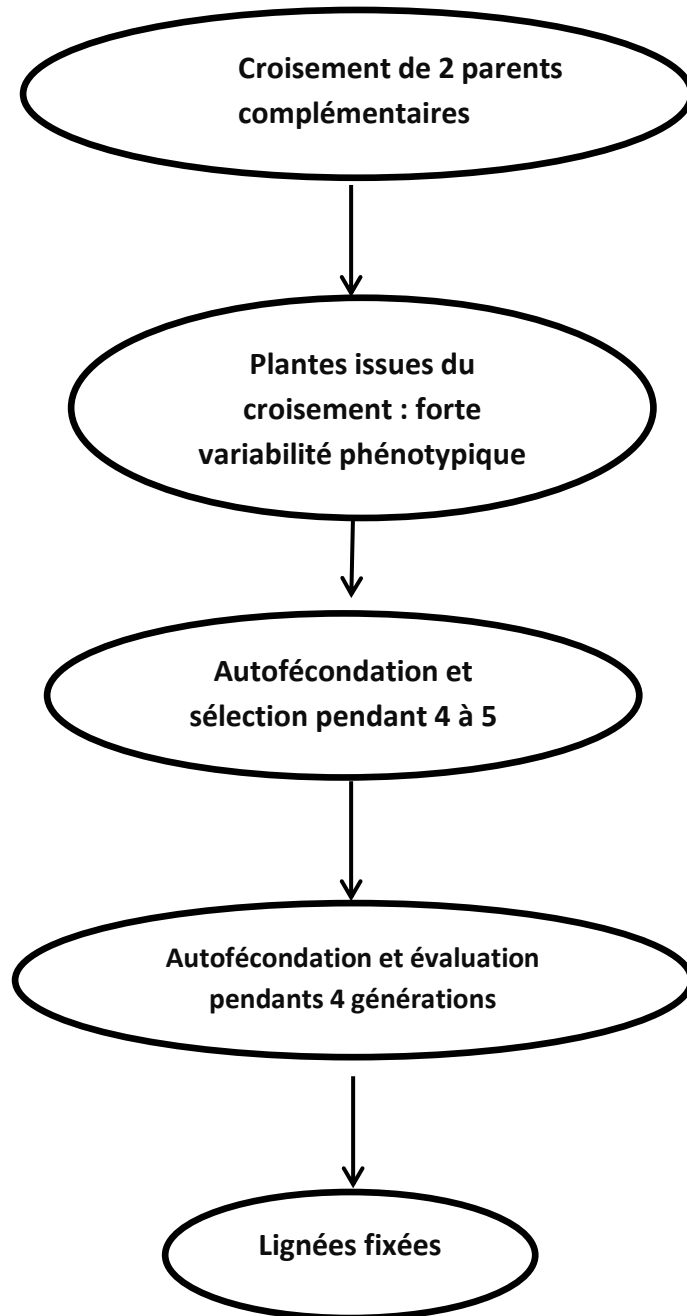 Croisement de 2 parents
complémentaires
Plantes issues du
croisement : forte
variabilité phénotypique
Autofécondation et
sélection pendant 4 à 5
Autofécondation et évaluation
pendants 4 générations
Lignées fixées